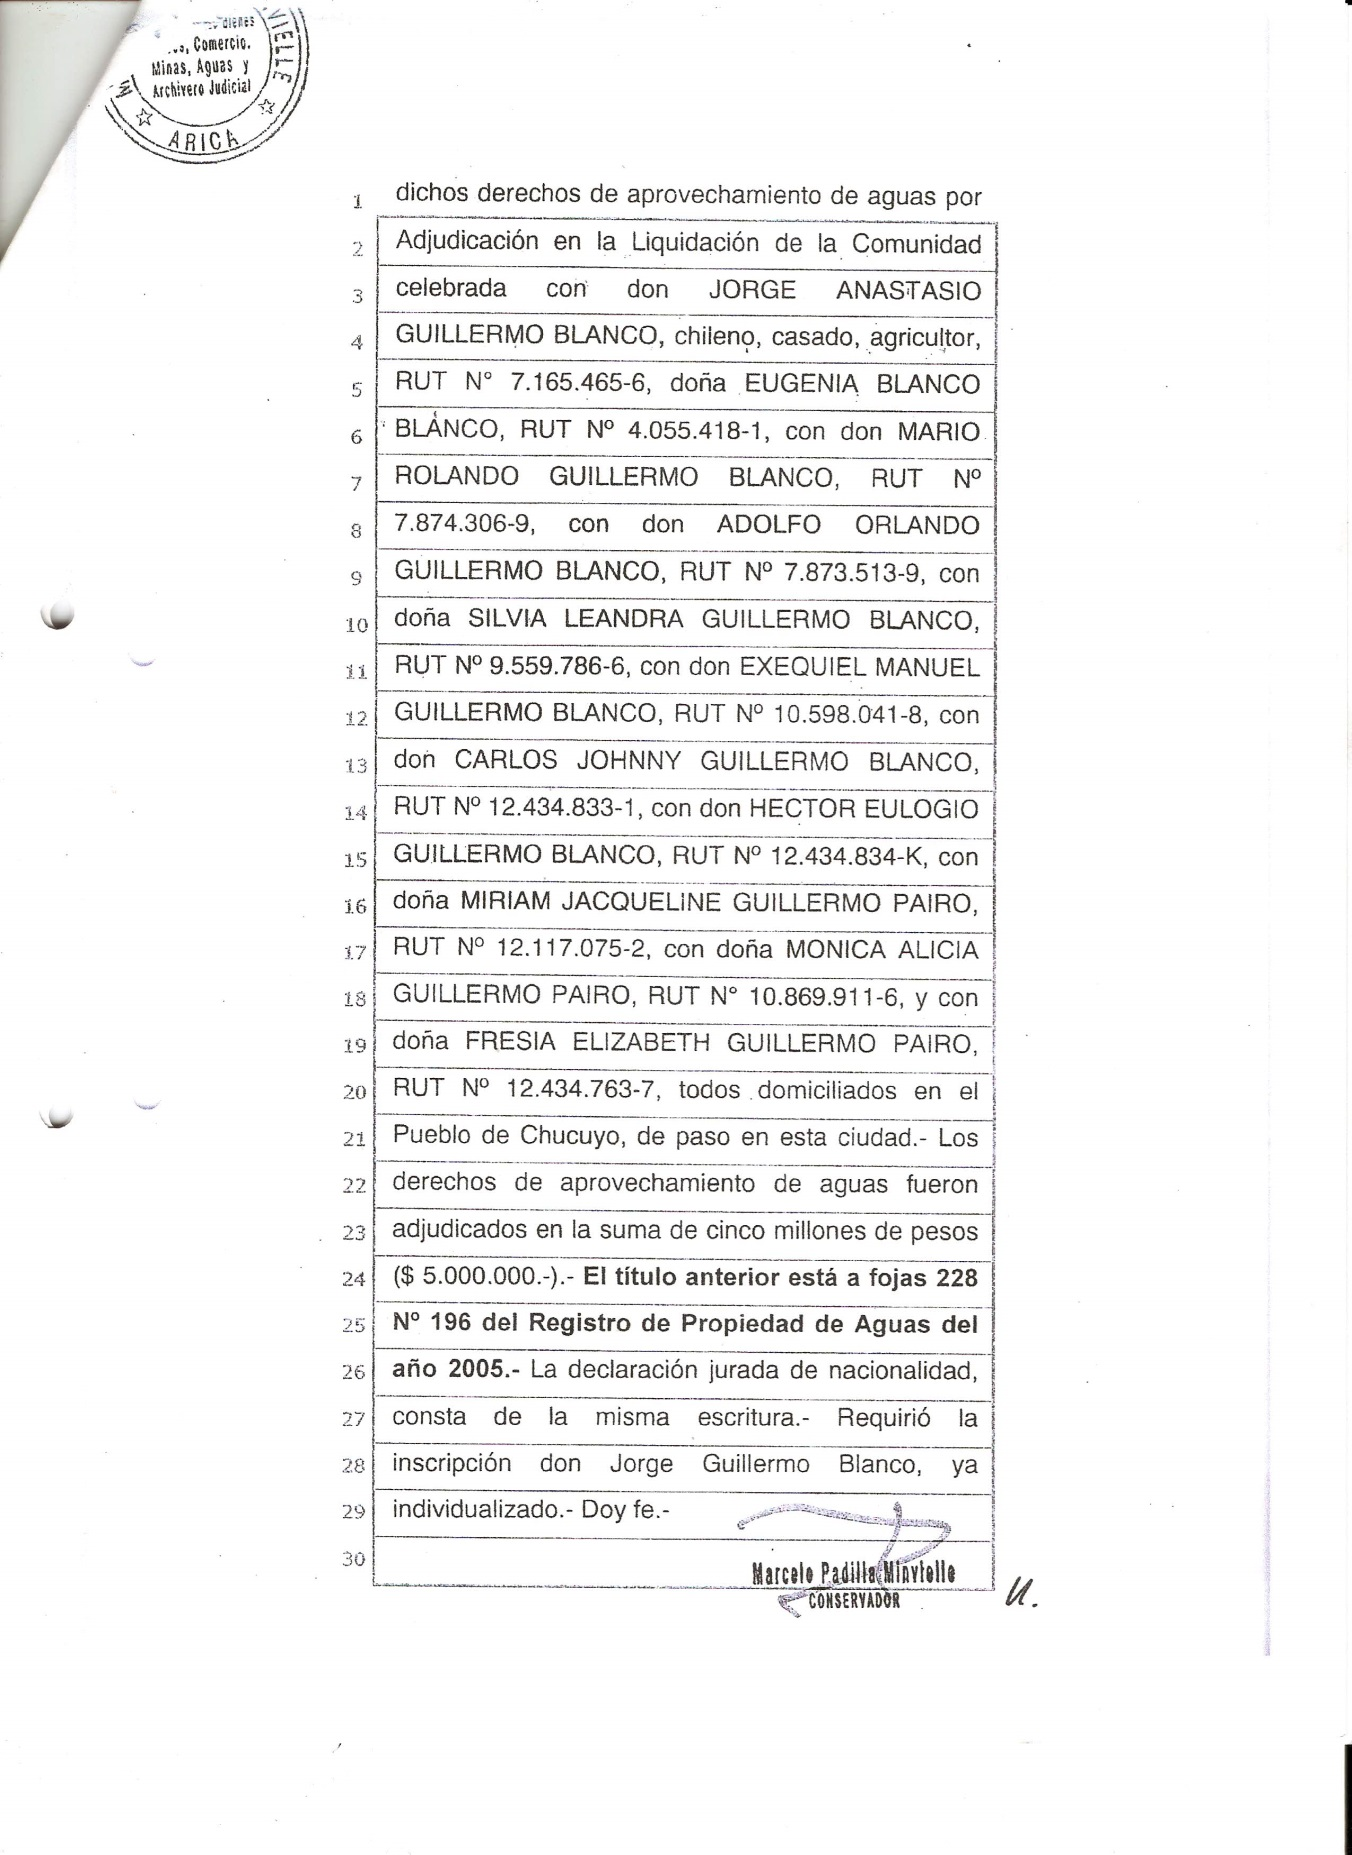 dienes
Comercio.
Minas, Aguas y
Archivero Judicial
VIELLE
ARICA
1 dichos derechos de aprovechamiento de aguas por
2 Adjudicación en la Liquidación de la Comunidad
3 celebrada con don JORGE ANASTASIO
4 GUILLERMO BLANCO, chileno, casado, agricultor,
5 RUT N° 7.165.465-6, doña EUGENIA BLANCO
6 BLANCO, RUT Nº 4.055.418-1, con don MARIO
7 ROLANDO GUILLERMO BLANCO, RUT Nº
8 7.874.306-9, con don ADOLFO ORLANDO
9 GUILLERMO BLANCO, RUT Nº 7.873.513-9, con
10 doña SILVIA LEANDRA GUILLERMO BLANCO,
11 RUT Nº 9.559.786-6, con don EXEQUIEL MANUEL
12 GUILLERMO BLANCO, RUT Nº 10.598.041-8, con
13 don CARLOS JOHNNY GUILLERMO BLANCO,
14 RUT Nº 12.434.833-1, con don HECTOR EULOGIO
15 GUILLERMO BLANCO, RUT Nº 12.434.834-K, con
16 doña MIRIAM JACQUELINE GUILLERMO PAIRO,
17 RUT Nº 12.117.075-2, con doña MONICA ALICIA
18 GUILLERMO PAIRO, RUT N° 10.869.911-6, y con
19 doña FRESIA ELIZABETH GUILLERMO PAIRO,
20 RUT Nº 12.434.763-7, todos domiciliados en el
21 Pueblo de Chucuyo, de paso en esta ciudad.- Los
22 derechos de aprovechamiento de aguas fueron
23 adjudicados en la suma de cinco millones de pesos
24 ($ 5.000.000.-).- El título anterior está a fojas 228
25 Nº 196 del Registro de Propiedad de Aguas del
26 año 2005.- La declaración jurada de nacionalidad,
27 consta de la misma escritura.- Requirió la
28 inscripción don Jorge Guillermo Blanco, ya
29 individualizado.- Doy fe.-
30
Marcelo Padilla Minvielle
CONSERVADOR